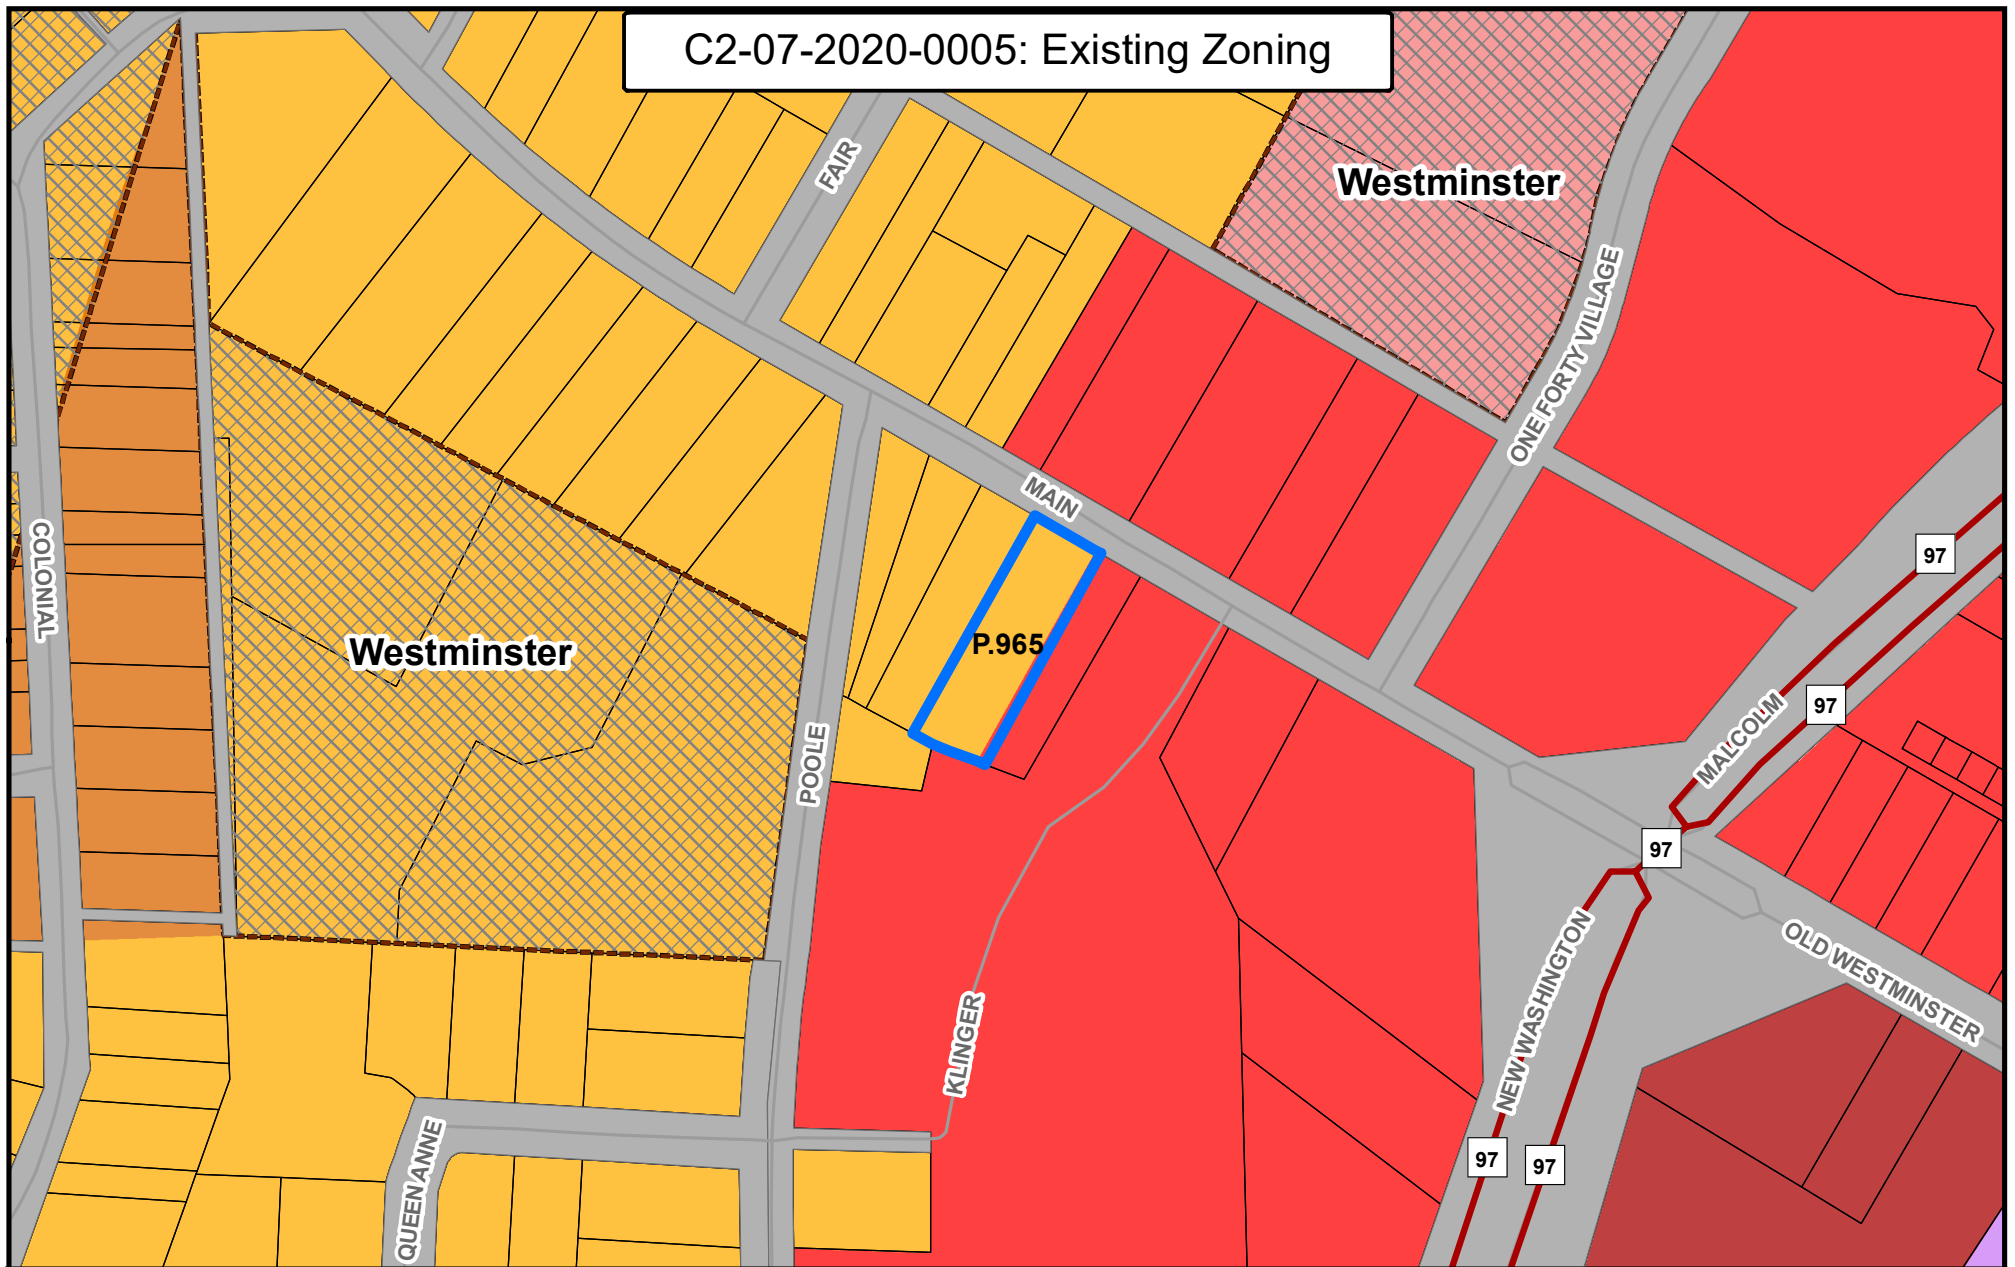 C2-07-2020-0005: Existing Zoning
FAIR
Westminster
ONE FORTY VILLAGE
MAIN
COLONIAL
97
Westminster
P.965
97
MALCOLM
POOLE
97
NEW WASHINGTON
OLD WESTMINSTER
KLINGER
QUEEN ANNE
97
97